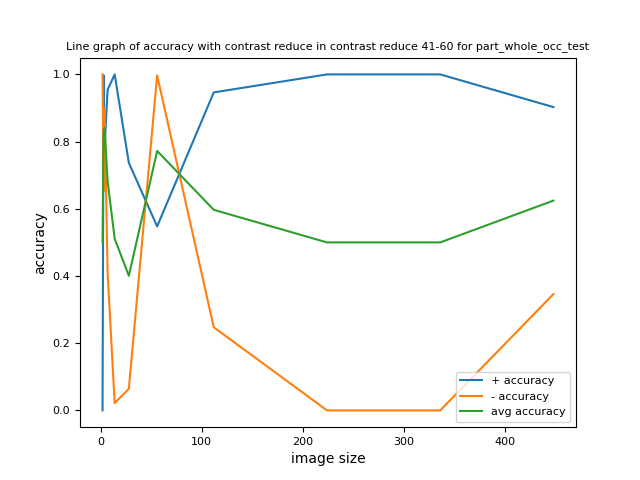 Line graph of accuracy with contrast reduce in contrast reduce 41-60 for part_whole_occ_test
1.0
0.8
0.6
0.4
0.2
0.0
accuracy
0 100 200 300 400
image size
+ accuracy
- accuracy
avg accuracy